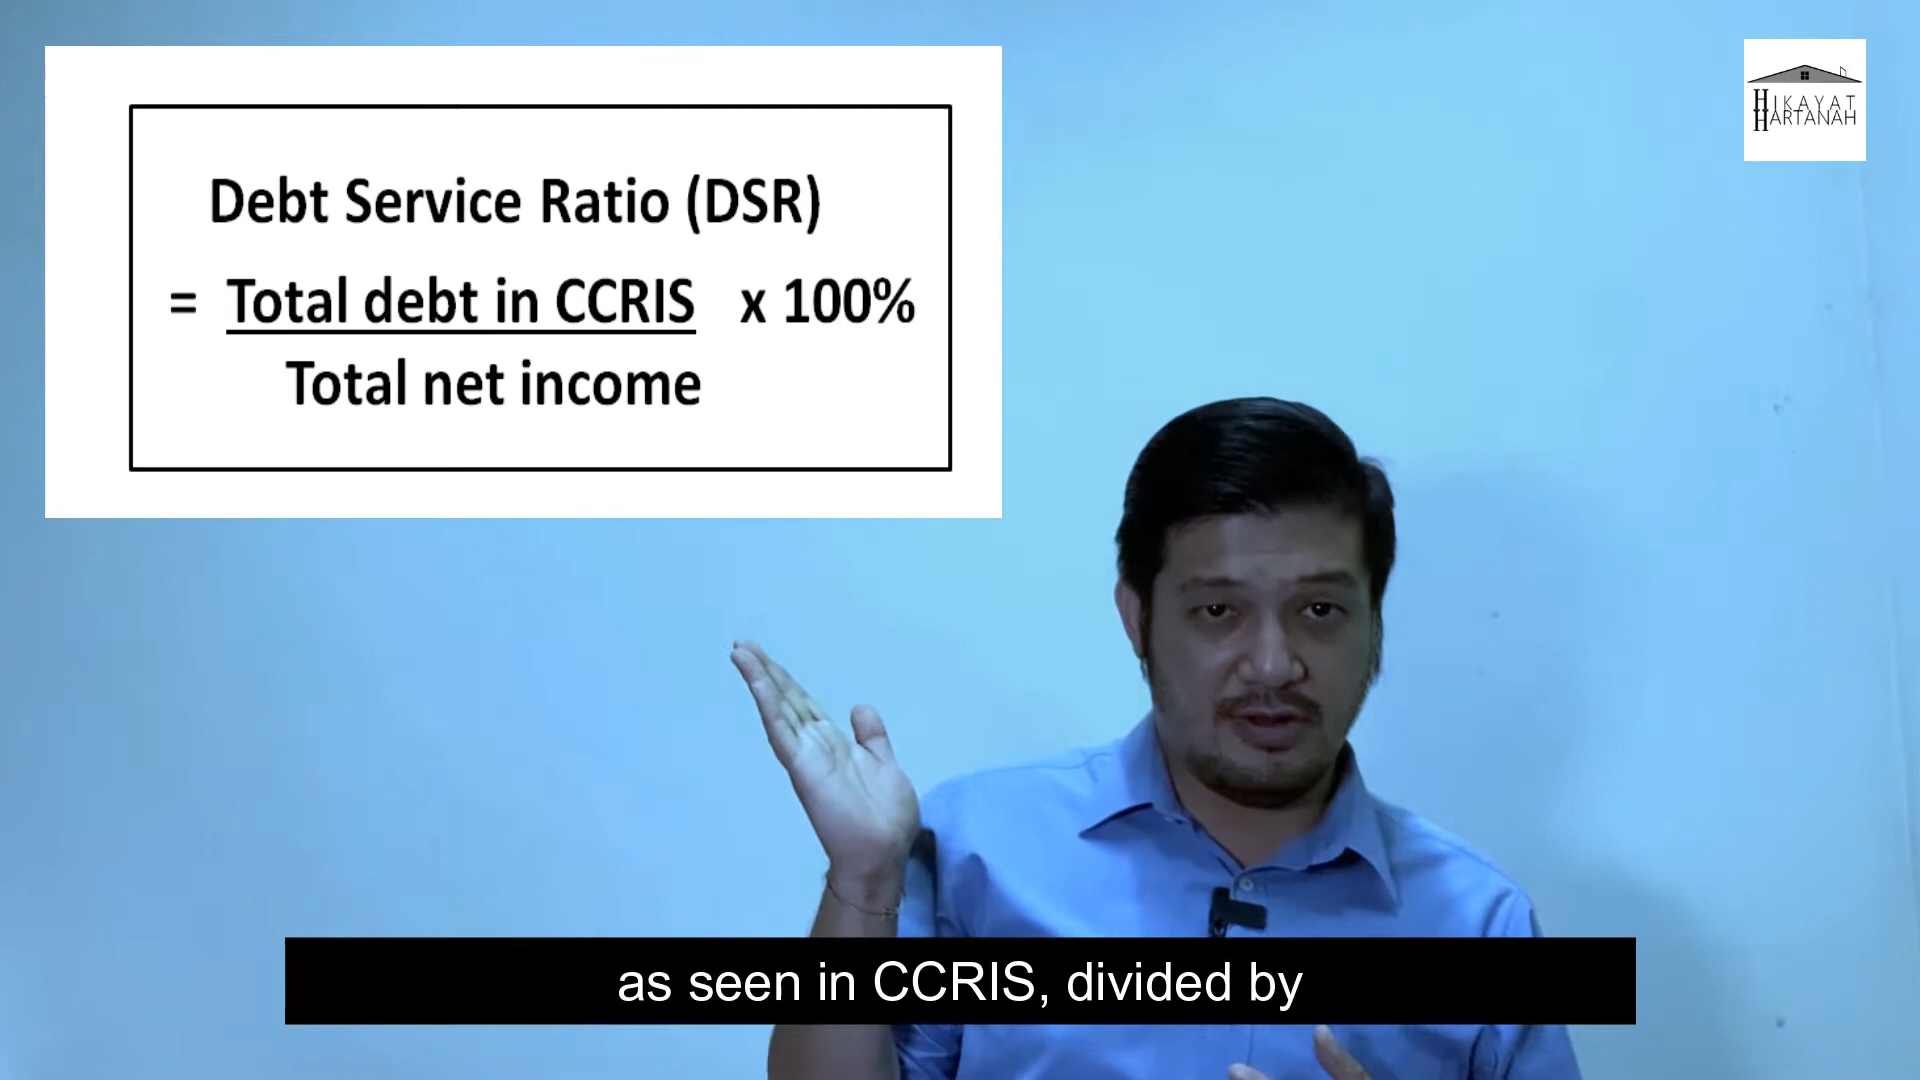 Debt Service Ratio (DSR)
= Total debt in CCRIS x 100%
Total net income
HIKAYAT
HARTANAH
as seen in CCRIS, divided by